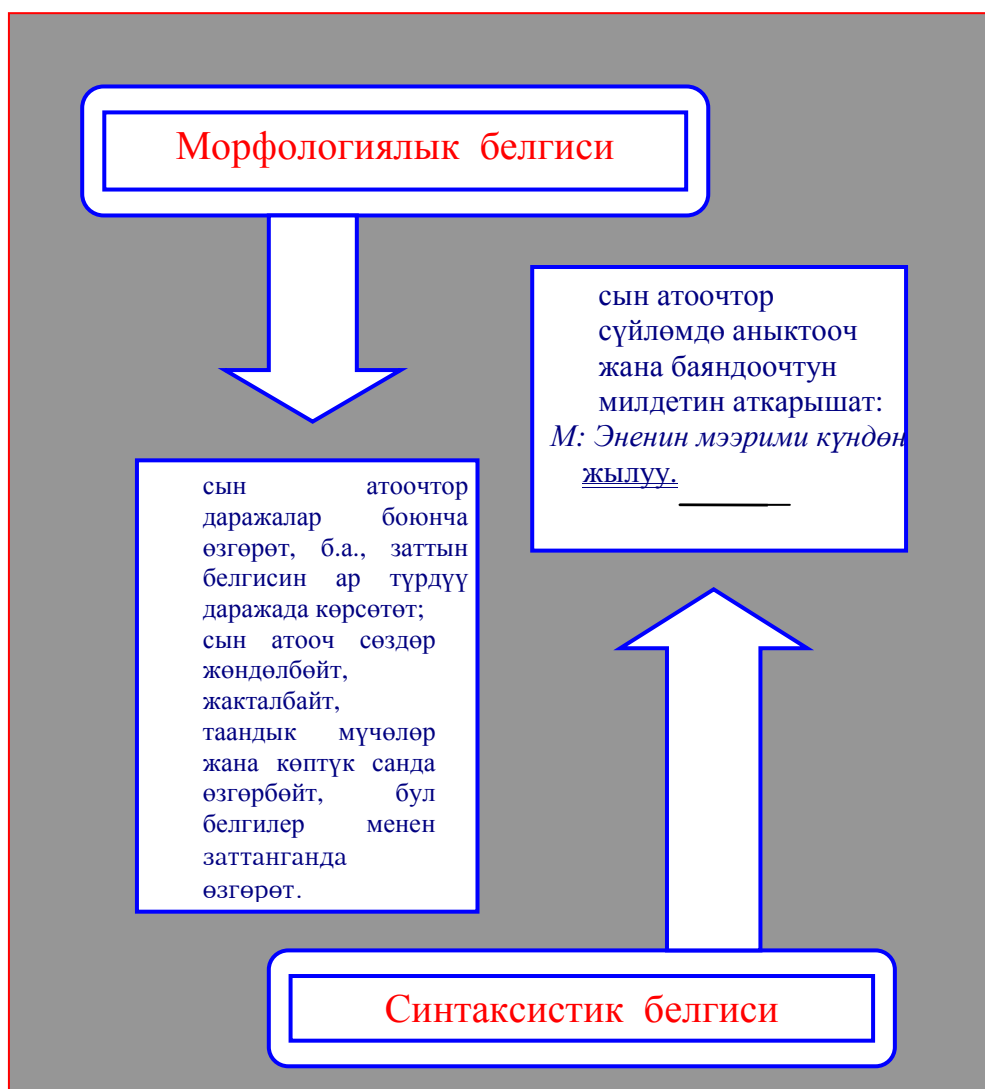 Морфологиялык белгиси
сын атоочтор
даражалар боюнча
өзгөрөт, б.а., заттын
белгисин ар түрдүү
даражада көрсөтөт;
сын атооч сөздөр
жөндөлбөйт,
жакталбайт,
таандык мүчөлөр
жана көптүк санда
өзгөрбөйт, бул
белгилер менен
заттанганда
өзгөрөт.
сын атоочтор
сүйлөмдө аныктооч
жана баяндоочтун
милдетин аткарышат:
М: Эненин мээрими күндөн
жылуу.
Синтаксистик белгиси